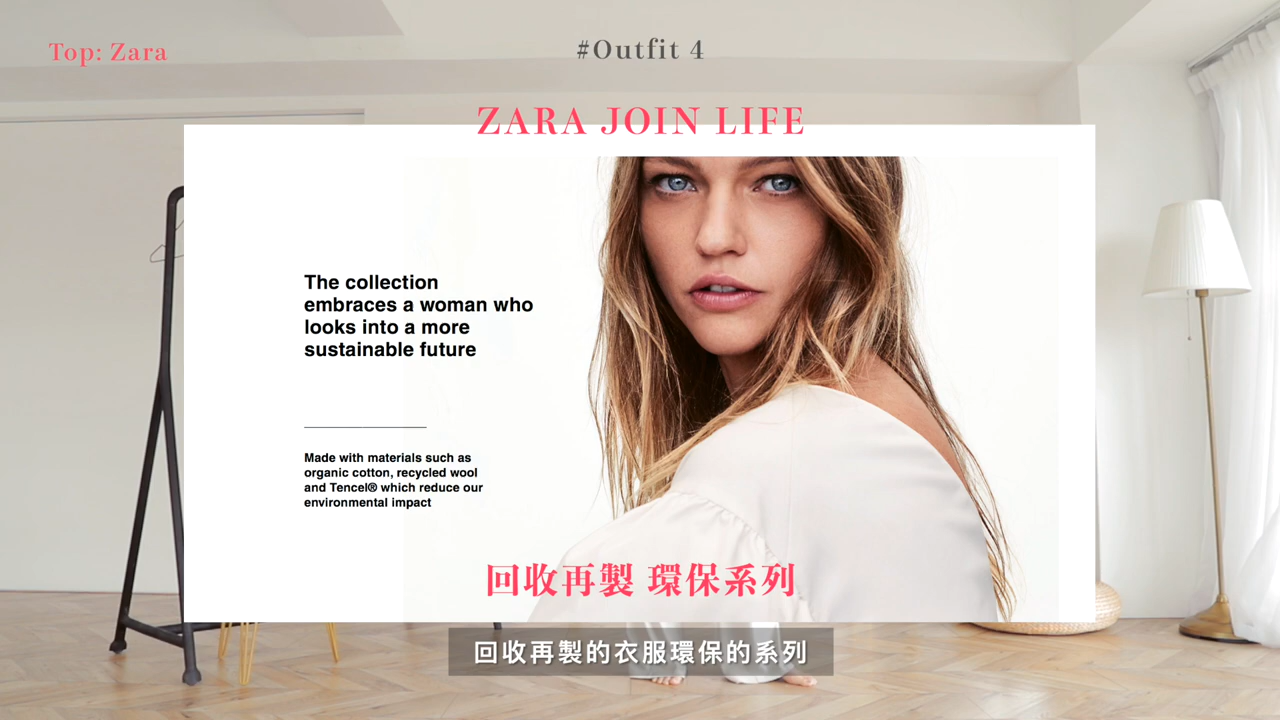 Top: Zara
#Outfit 4
ZARA JOIN LIFE
The collection
embraces a woman who
looks into a more
sustainable future
Made with materials such as
organic cotton, recycled wool
and Tencel® which reduce our
environmental impact
回收再製 環保系列
回收再製的衣服環保的系列